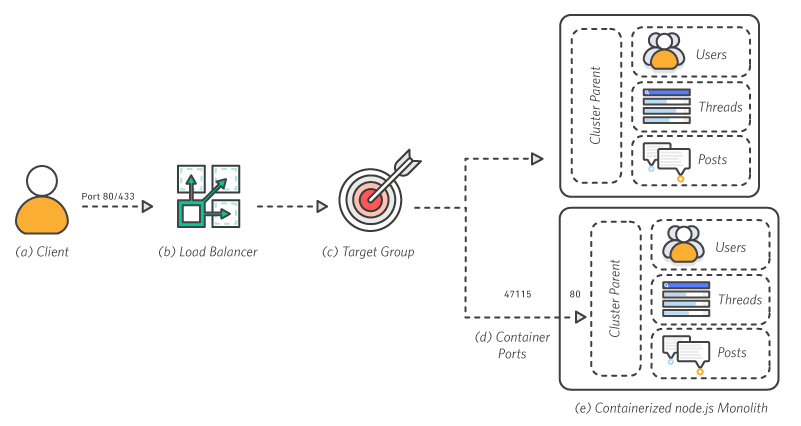 Cluster Parent
Users
Threads
Posts
Port 80/433
(a) Client
(b) Load Balancer
(c) Target Group
47115
80
(d) Container
Ports
Cluster Parent
Users
Threads
Posts
(e) Containerized node.js Monolith